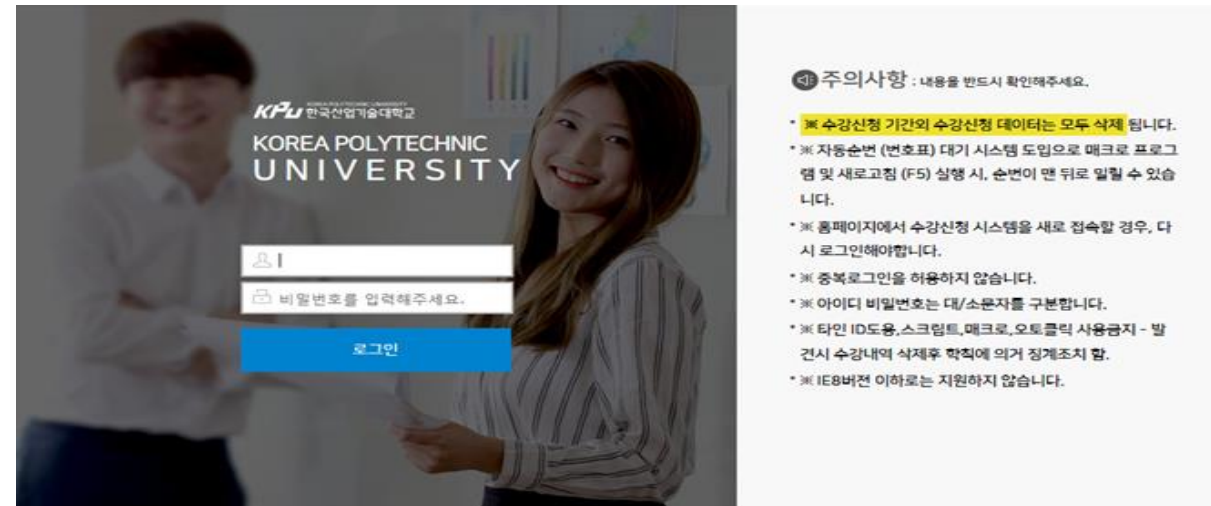 KPU 한국산업기술대학교
KOREA POLYTECHNIC
UNIVERSITY
비밀번호를 입력해주세요.
로그인
주의사항 : 내용을 반드시 확인해주세요.
* ※ 수강신청 기간외 수강신청 데이터는 모두 삭제 됩니다.
* ※ 자동순번 (번호표) 대기 시스템 도입으로 매크로 프로그
램 및 새로고침 (F5) 실행 시, 순번이 맨 뒤로 밀릴 수 있습
니다.
* ※ 홈페이지에서 수강신청 시스템을 새로 접속할 경우, 다
시 로그인해야합니다.
* ※ 중복로그인을 허용하지 않습니다.
* ※ 아이디 비밀번호는 대/소문자를 구분합니다.
* ※ 타인 ID도용,스크립트,매크로,오토클릭 사용금지 - 발
견시 수강내역 삭제후 학칙에 의거 징계조치 함.
* ※ IE8버전 이하로는 지원하지 않습니다.